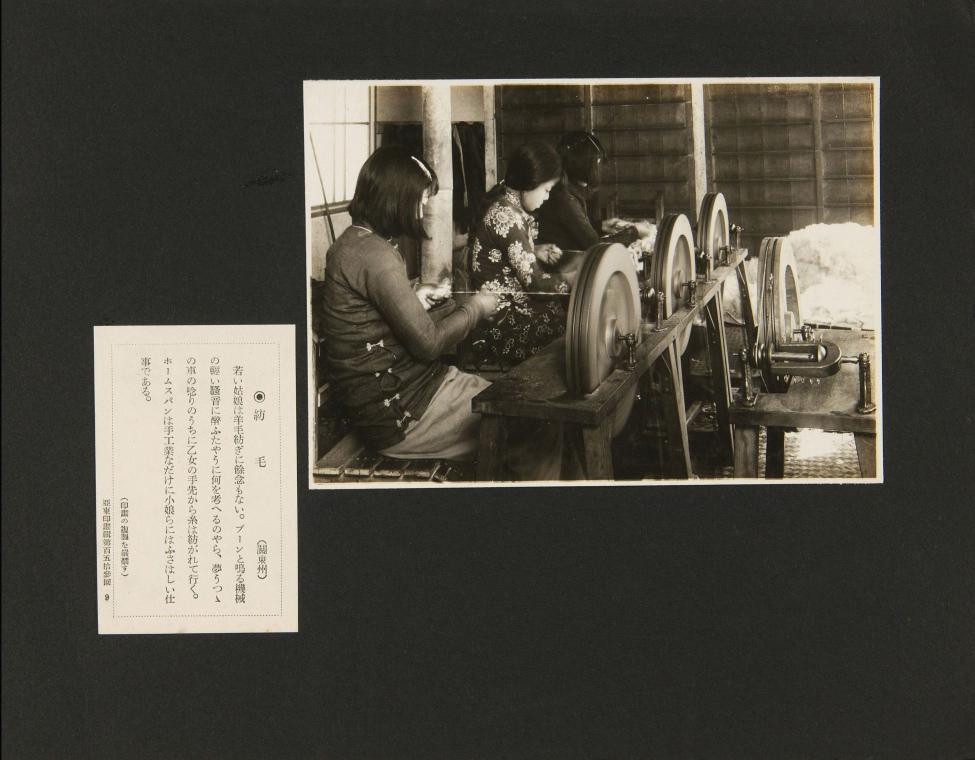 ◉紡毛　（關東州）
若い姑娘は羊毛紡ぎに餘念もない。ブーンと鳴る機械
の輕い騷音に醉ふたやうに何を考へるのやら、夢うつゝ
の車の唸りのうちに乙女の手先から糸は紡がれて行く。
ホームスパンは手工業なだけに小娘らにはふさはしい仕
事である。
（印畫の複製を嚴禁す）
亞東印畫輯第百五拾參回　9